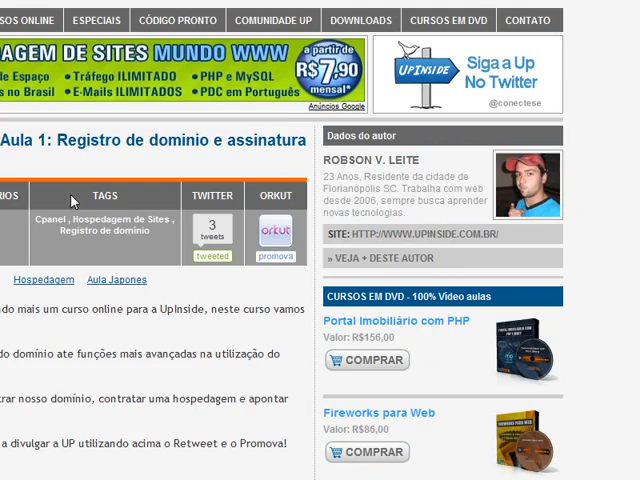 SOS ONLINE ESPECIAIS CÓDIGO PRONTO COMUNIDADE UP DOWNLOADS CURSOS EM DVD CONTATO
AGEM DE SITES MUNDO WWW
de Espaço • Tráfego ILIMITADO • PHP e MySQL
s no Brasil • E-Mails ILIMITADOS • PDC em Português
a partir de
R$7,90
mensal*
Anúncios Google
UPINSIDE
Siga a Up
No Twitter
@conectese
Aula 1: Registro de dominio e assinatura
RIOS TAGS TWITTER ORKUT
Cpanel , Hospedagem de Sites ,
Registro de domínio
3
tweets
tweeted
orkut
promova
Hospedagem Aula Japones
ndo mais um curso online para a UpInside, neste curso vamos
do domínio ate funções mais avançadas na utilização do
trar nosso domínio, contratar uma hospedagem e apontar
a divulgar a UP utilizando acima o Retweet e o Promova!
Dados do autor
ROBSON V. LEITE
23 Anos, Residente da cidade de
Florianopolis SC. Trabalha com web
desde 2006, sempre busca aprender
novas tecnologias.
SITE: HTTP://WWW.UPINSIDE.COM.BR/
» VEJA + DESTE AUTOR
CURSOS EM DVD - 100% Vídeo aulas
Portal Imobiliário com PHP
Valor: R$156,00
COMPRAR
Fireworks para Web
Valor: R$86,00
COMPRAR